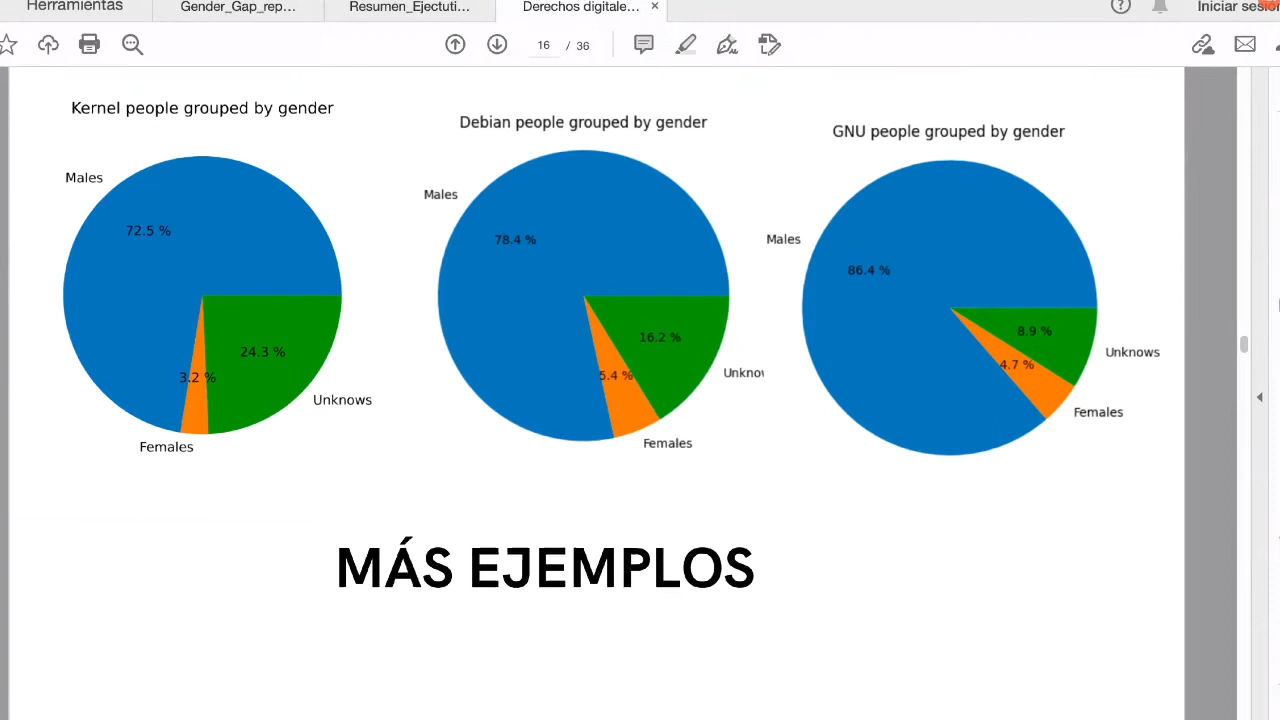 Herramientas
Gender_Gap_rep...
Resumen_Ejectuti...
Derechos digitale... ×
Iniciar sesión
16 / 36
Kernel people grouped by gender
Males
72.5 %
24.3 %
3.2 %
Unknows
Females
Debian people grouped by gender
Males
78.4 %
16.2 %
5.4 %
Unknov
Females
GNU people grouped by gender
Males
86.4 %
8.9 %
4.7 %
Unknows
Females
MÁS EJEMPLOS